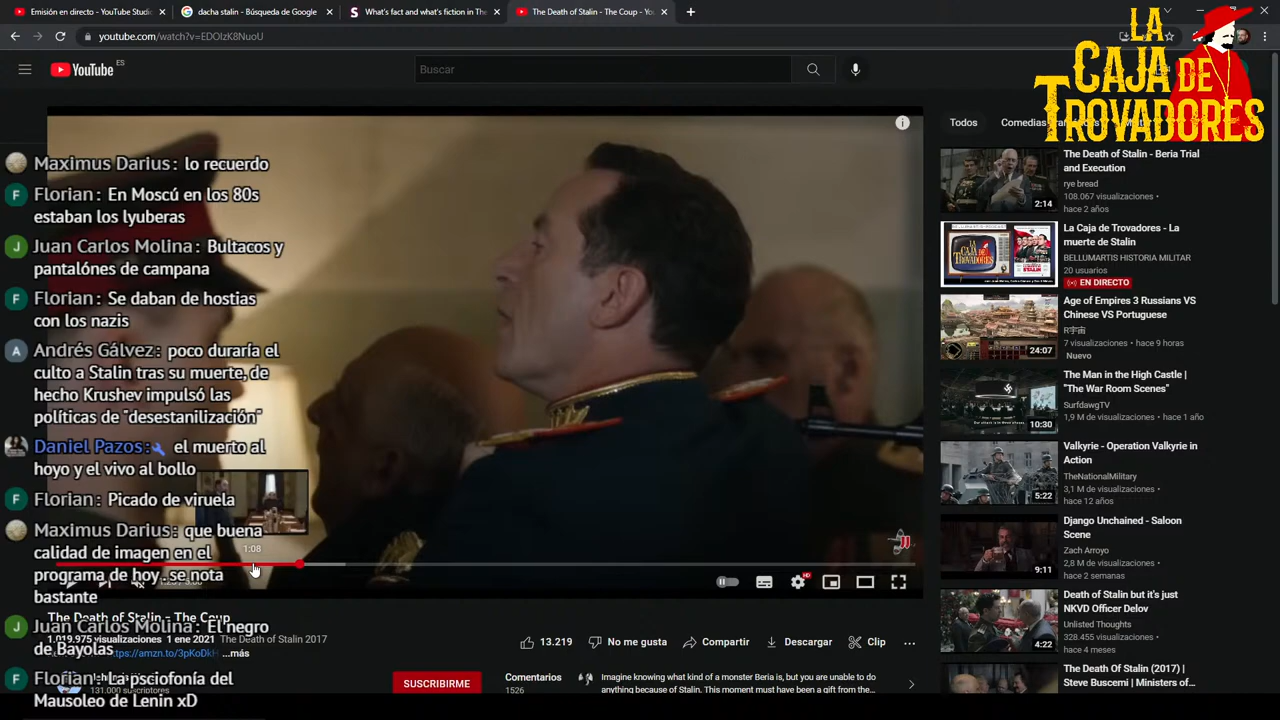 Emisión en directo - YouTube Studio
dacha stalin - Búsqueda de Google
What's fact and what's fiction in The
The Death of Stalin - The Coup - You
youtube.com/watch?v=EDOIzK8NuoU
YouTube
ES
Buscar
LA
CAJA DE
TROVADORES
Todos
Maximus Darius: lo recuerdo
Florian: En Moscú en los 80s
estaban los lyuberas
Juan Carlos Molina: Bultacos y
pantalónes de campana
Florian: Se daban de hostias
con los nazis
Andrés Gálvez: poco duraría el
culto a Stalin tras su muerte, de
hecho Krushev impulsó las
políticas de "desestanilización"
Daniel Pazos: el muerto al
hoyo y el vivo al bollo
Florian: Picado de viruela
Maximus Darius: que buena
calidad de imagen en el
programa de hoy . se nota
bastante
Juan Carlos Molina: El negro
de Bayolas
Florian: La psciofonía del
Mausoleo de Lenin xD
1:08
HD
The Death of Stalin - The Coup
1.019.975 visualizaciones 1 ene 2021 The Death of Stalin 2017
...más
131.000 suscriptores
SUSCRIBIRME
13.219
No me gusta
Compartir
Descargar
Clip
Comentarios
1526
Imagine knowing what kind of a monster Beria is, but you are unable to do
anything because of Stalin. This moment must have been a gift from the...
The Death of Stalin - Beria Trial
and Execution
rye bread
108.067 visualizaciones •
hace 2 años
2:14
La Caja de Trovadores - La
muerte de Stalin
BELLUMARTIS HISTORIA MILITAR
20 usuarios
EN DIRECTO
Age of Empires 3 Russians VS
Chinese VS Portuguese
R宇宙
7 visualizaciones • hace 9 horas
Nuevo
24:07
The Man in the High Castle |
"The War Room Scenes"
SurfdawgTV
1,9 M de visualizaciones • hace 1 año
10:30
Valkyrie - Operation Valkyrie in
Action
TheNationalMilitary
3,1 M de visualizaciones •
hace 12 años
5:22
Django Unchained - Saloon
Scene
Zach Arroyo
2,8 M de visualizaciones •
hace 2 semanas
9:11
Death of Stalin but it's just
NKVD Officer Delov
Unlisted Thoughts
328.455 visualizaciones •
hace 4 meses
4:22
The Death Of Stalin (2017) |
Steve Buscemi | Ministers of...